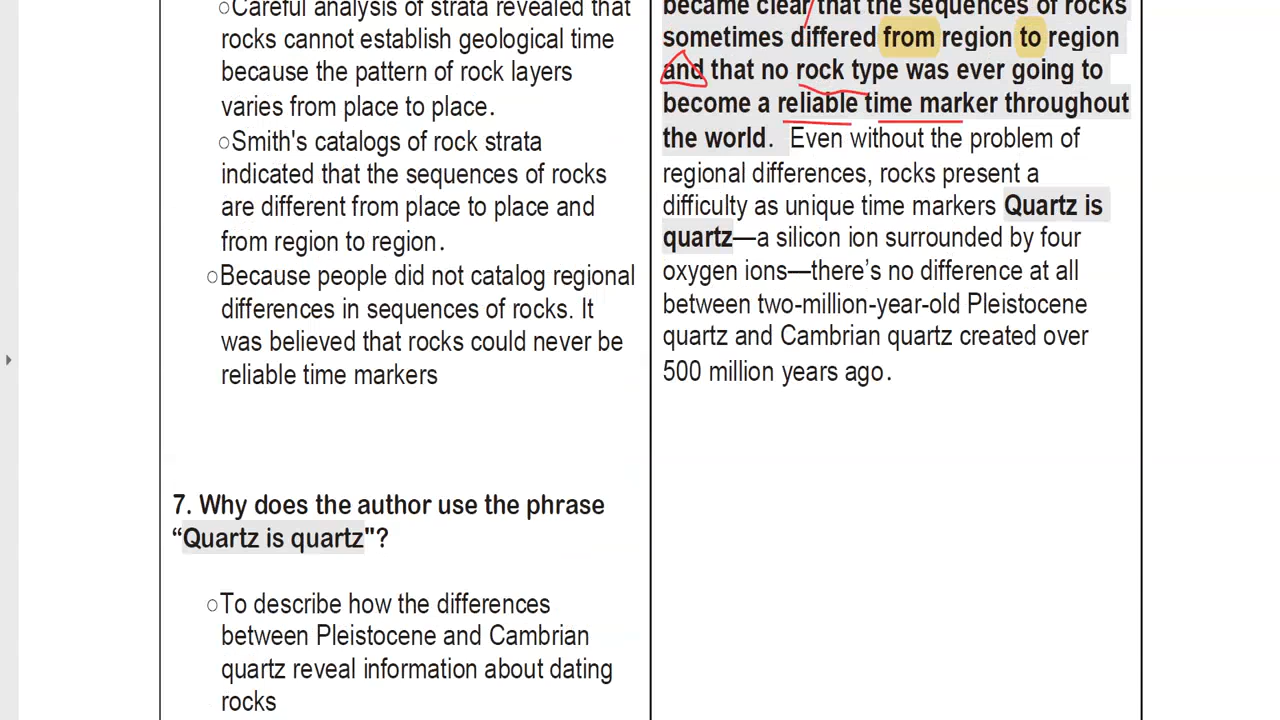 ○Careful analysis of strata revealed that
rocks cannot establish geological time
because the pattern of rock layers
varies from place to place.
○Smith's catalogs of rock strata
indicated that the sequences of rocks
are different from place to place and
from region to region.
○Because people did not catalog regional
differences in sequences of rocks. It
was believed that rocks could never be
reliable time markers
7. Why does the author use the phrase
“Quartz is quartz"?
○To describe how the differences
between Pleistocene and Cambrian
quartz reveal information about dating
rocks
became clear that the sequences of rocks
sometimes differed from region to region
and that no rock type was ever going to
become a reliable time marker throughout
the world. Even without the problem of
regional differences, rocks present a
difficulty as unique time markers Quartz is
quartz—a silicon ion surrounded by four
oxygen ions—there’s no difference at all
between two-million-year-old Pleistocene
quartz and Cambrian quartz created over
500 million years ago.